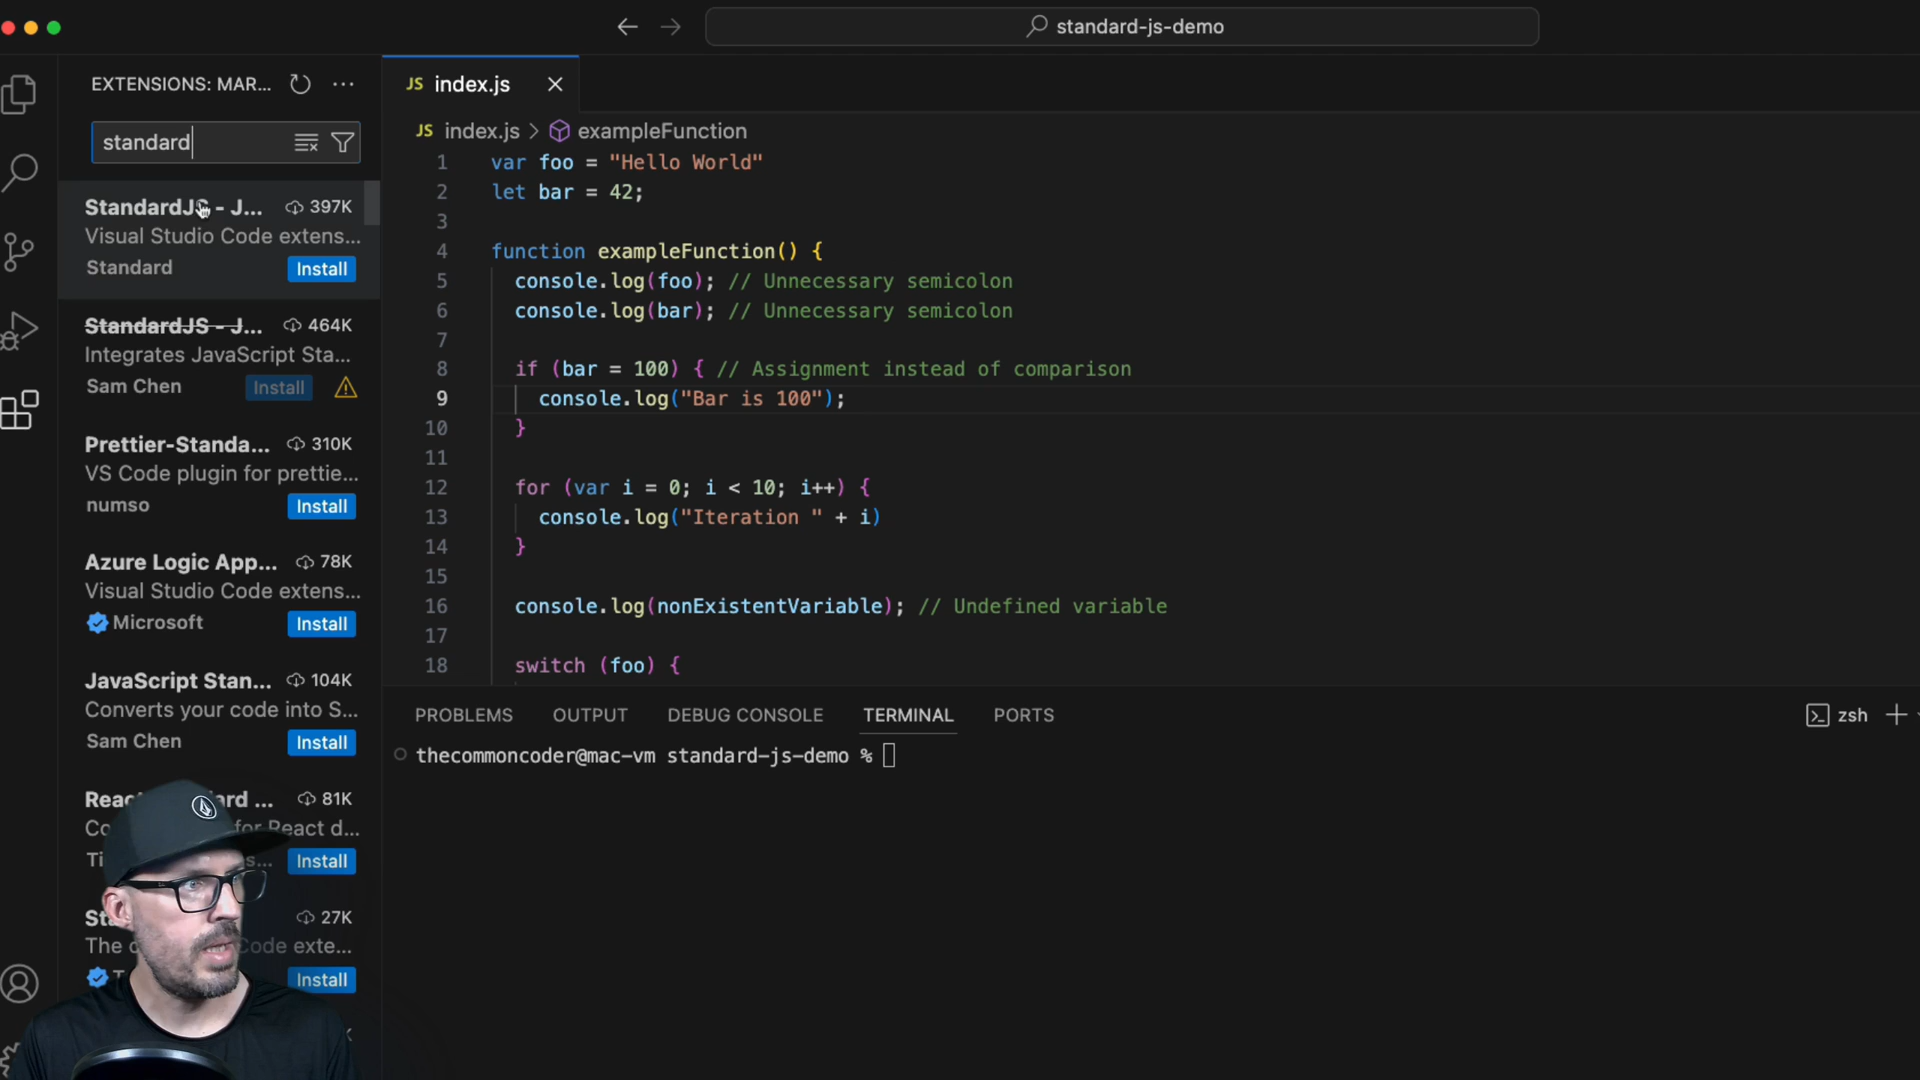 standard-js-demo
EXTENSIONS: MAR...
standard
StandardJS - J... 397K
Visual Studio Code extens...
Standard Install
StandardJS - J... 464K
Integrates JavaScript Sta...
Sam Chen Install
Prettier-Standa... 310K
VS Code plugin for prettie...
numso Install
Azure Logic App... 78K
Visual Studio Code extens...
Microsoft Install
JavaScript Stan... 104K
Converts your code into S...
Sam Chen Install
81K
for React d...
Install
27K
The Code exte...
Install
JS index.js
JS index.js > exampleFunction
1 var foo = "Hello World"
2 let bar = 42;
3
4 function exampleFunction() {
5 console.log(foo); // Unnecessary semicolon
6 console.log(bar); // Unnecessary semicolon
7
8 if (bar = 100) { // Assignment instead of comparison
9 console.log("Bar is 100");
10 }
11
12 for (var i = 0; i < 10; i++) {
13 console.log("Iteration " + i)
14 }
15
16 console.log(nonExistentVariable); // Undefined variable
17
18 switch (foo) {
PROBLEMS OUTPUT DEBUG CONSOLE TERMINAL PORTS
zsh
thecommoncoder@mac-vm standard-js-demo %